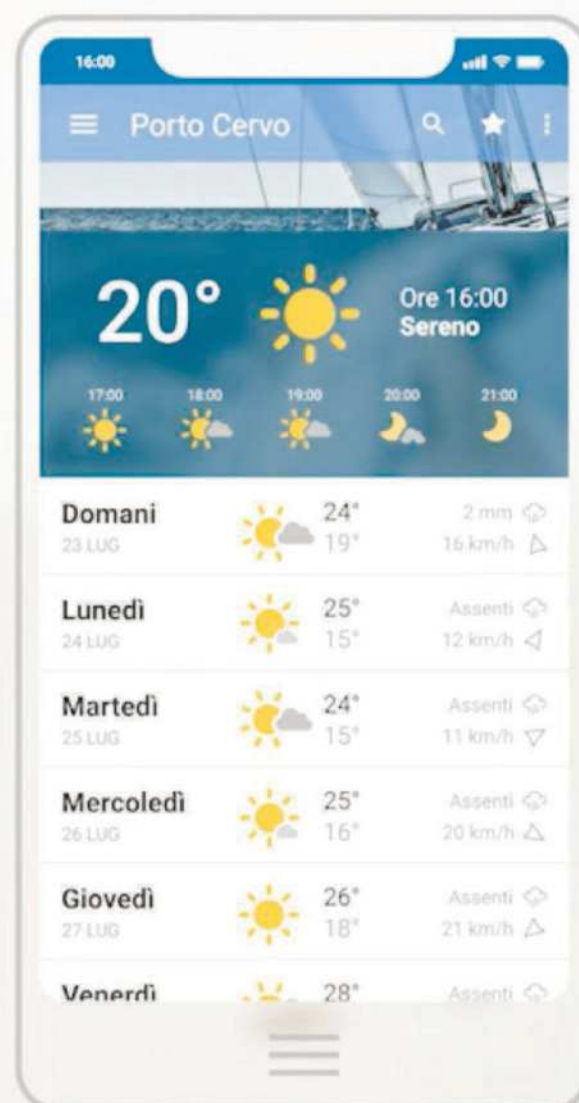 16:00
Porto Cervo
20°
Ore 16:00
Sereno
17:00 18:00 19:00 20:00 21:00
Domani 24° 2 mm
23 LUG 19° 16 km/h
Lunedì 25° Assenti
24 LUG 15° 12 km/h
Martedì 24° Assenti
25 LUG 15° 11 km/h
Mercoledì 25° Assenti
26 LUG 16° 20 km/h
Giovedì 26° Assenti
27 LUG 18° 21 km/h
Venerdì 28° Assenti